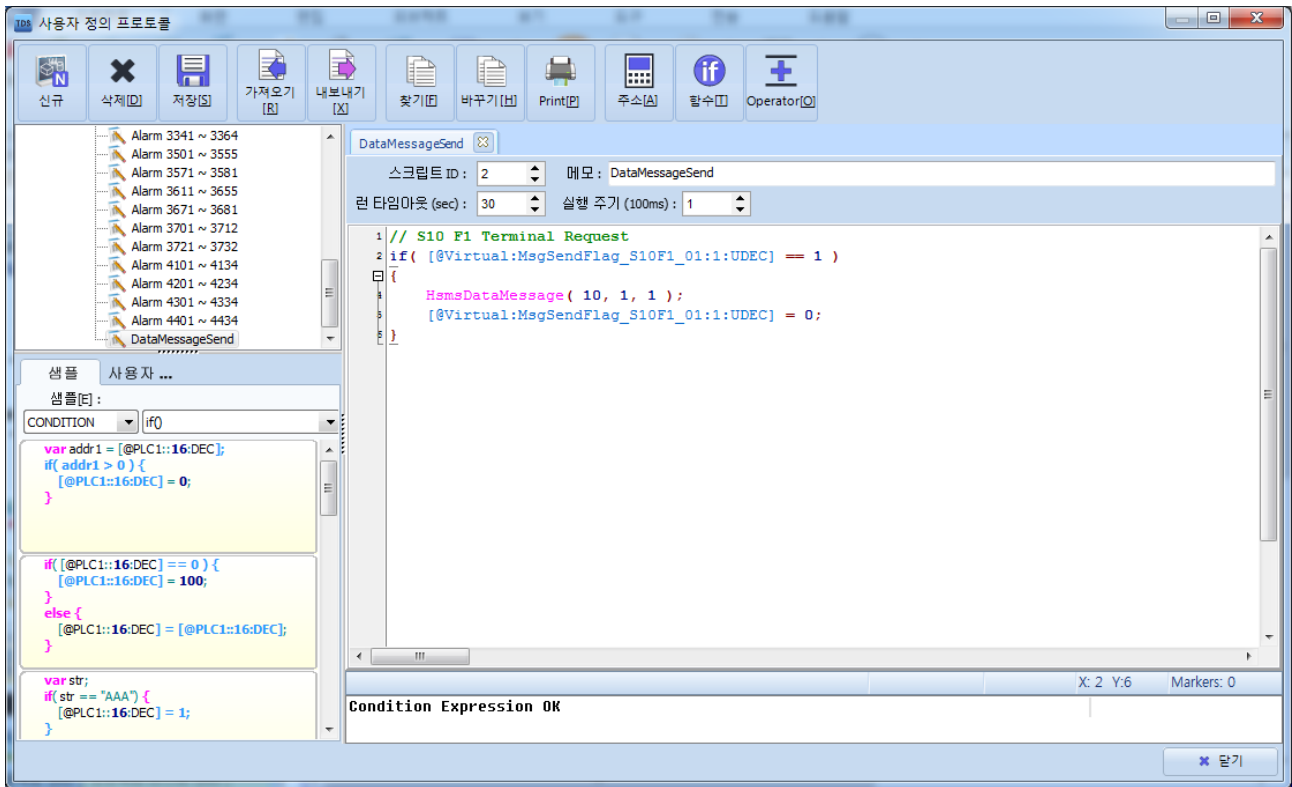 TDS 사용자 정의 프로토콜
신규
삭제[D]
저장[S]
가져오기
[R]
내보내기
[X]
찾기[F]
바꾸기[H]
Print[P]
주소[A]
if
함수[T]
Operator[O]
Alarm 3341 ~ 3364
Alarm 3501 ~ 3555
Alarm 3571 ~ 3581
Alarm 3611 ~ 3655
Alarm 3671 ~ 3681
Alarm 3701 ~ 3712
Alarm 3721 ~ 3732
Alarm 4101 ~ 4134
Alarm 4201 ~ 4234
Alarm 4301 ~ 4334
Alarm 4401 ~ 4434
DataMessageSend
샘플 사용자 ...
샘플[E] :
CONDITION if()
var addr1 = [@PLC1::16:DEC];
if( addr1 > 0 ) {
[@PLC1::16:DEC] = 0;
}
if( [@PLC1::16:DEC] == 0 ) {
[@PLC1::16:DEC] = 100;
}
else {
[@PLC1::16:DEC] = [@PLC1::16:DEC];
}
var str;
if( str == "AAA") {
[@PLC1::16:DEC] = 1;
}
DataMessageSend
스크립트 ID : 2 메모 : DataMessageSend
런 타임아웃 (sec) : 30 실행 주기 (100ms) : 1
1 // S10 F1 Terminal Request
2 if( [@Virtual:MsgSendFlag_S10F1_01:1:UDEC] == 1 )
{
4 HsmsDataMessage( 10, 1, 1 );
5 [@Virtual:MsgSendFlag_S10F1_01:1:UDEC] = 0;
6 }
X: 2 Y:6 Markers: 0
Condition Expression OK
닫기